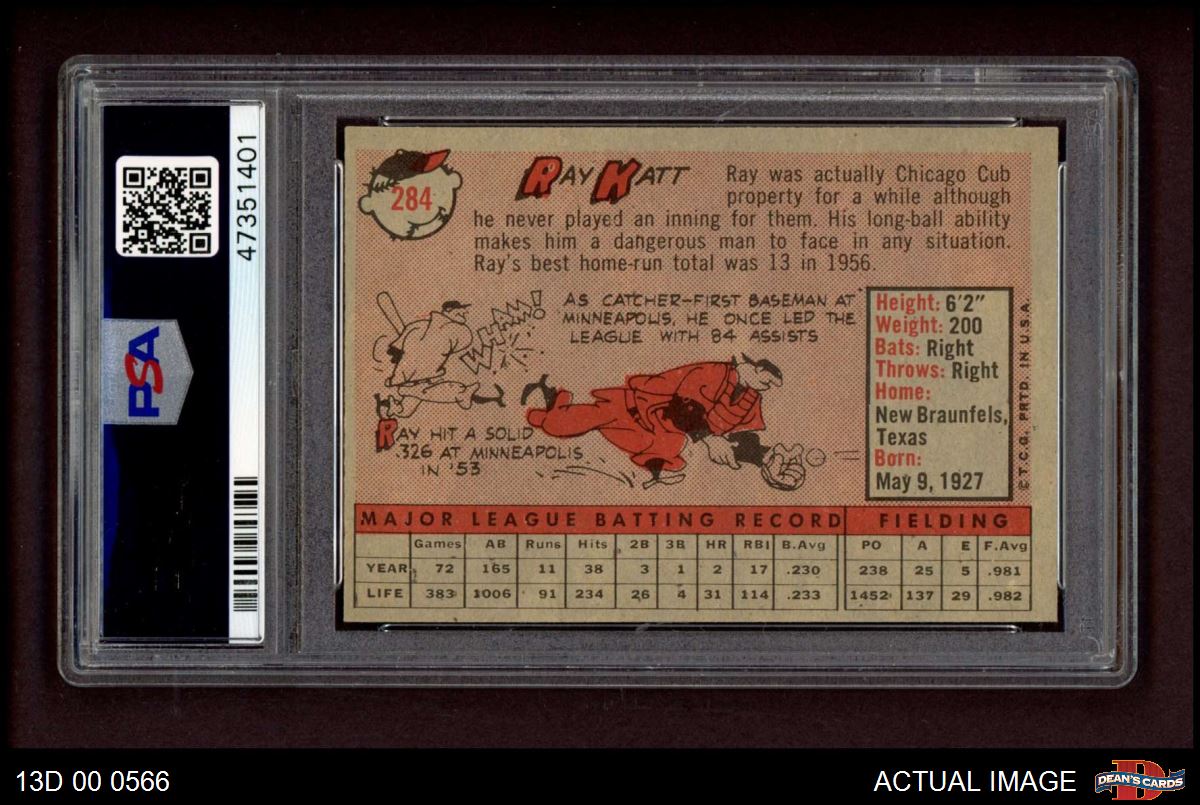 47351401
PSA
284
RAY KATT
Ray was actually Chicago Cub
property for a while although
he never played an inning for them. His long-ball ability
makes him a dangerous man to face in any situation.
Ray's best home-run total was 13 in 1956.
WHAM!
AS CATCHER-FIRST BASEMAN AT
MINNEAPOLIS, HE ONCE LED THE
LEAGUE WITH 84 ASSISTS
RAY HIT A SOLID
.326 AT MINNEAPOLIS
IN '53
Height: 6'2"
Weight: 200
Bats: Right
Throws: Right
Home:
New Braunfels,
Texas
Born:
May 9, 1927
© T.C.G. PRTD. IN U.S.A.
MAJOR LEAGUE BATTING RECORD FIELDING
Games AB Runs Hits 2B 3B HR RBI B.Avg PO A E F.Avg
YEAR 72 165 11 38 3 1 2 17 .230 238 25 5 .981
LIFE 383 1006 91 234 26 4 31 114 .233 1452 137 29 .982
13D 00 0566
ACTUAL IMAGE
D
DEAN'S CARDS